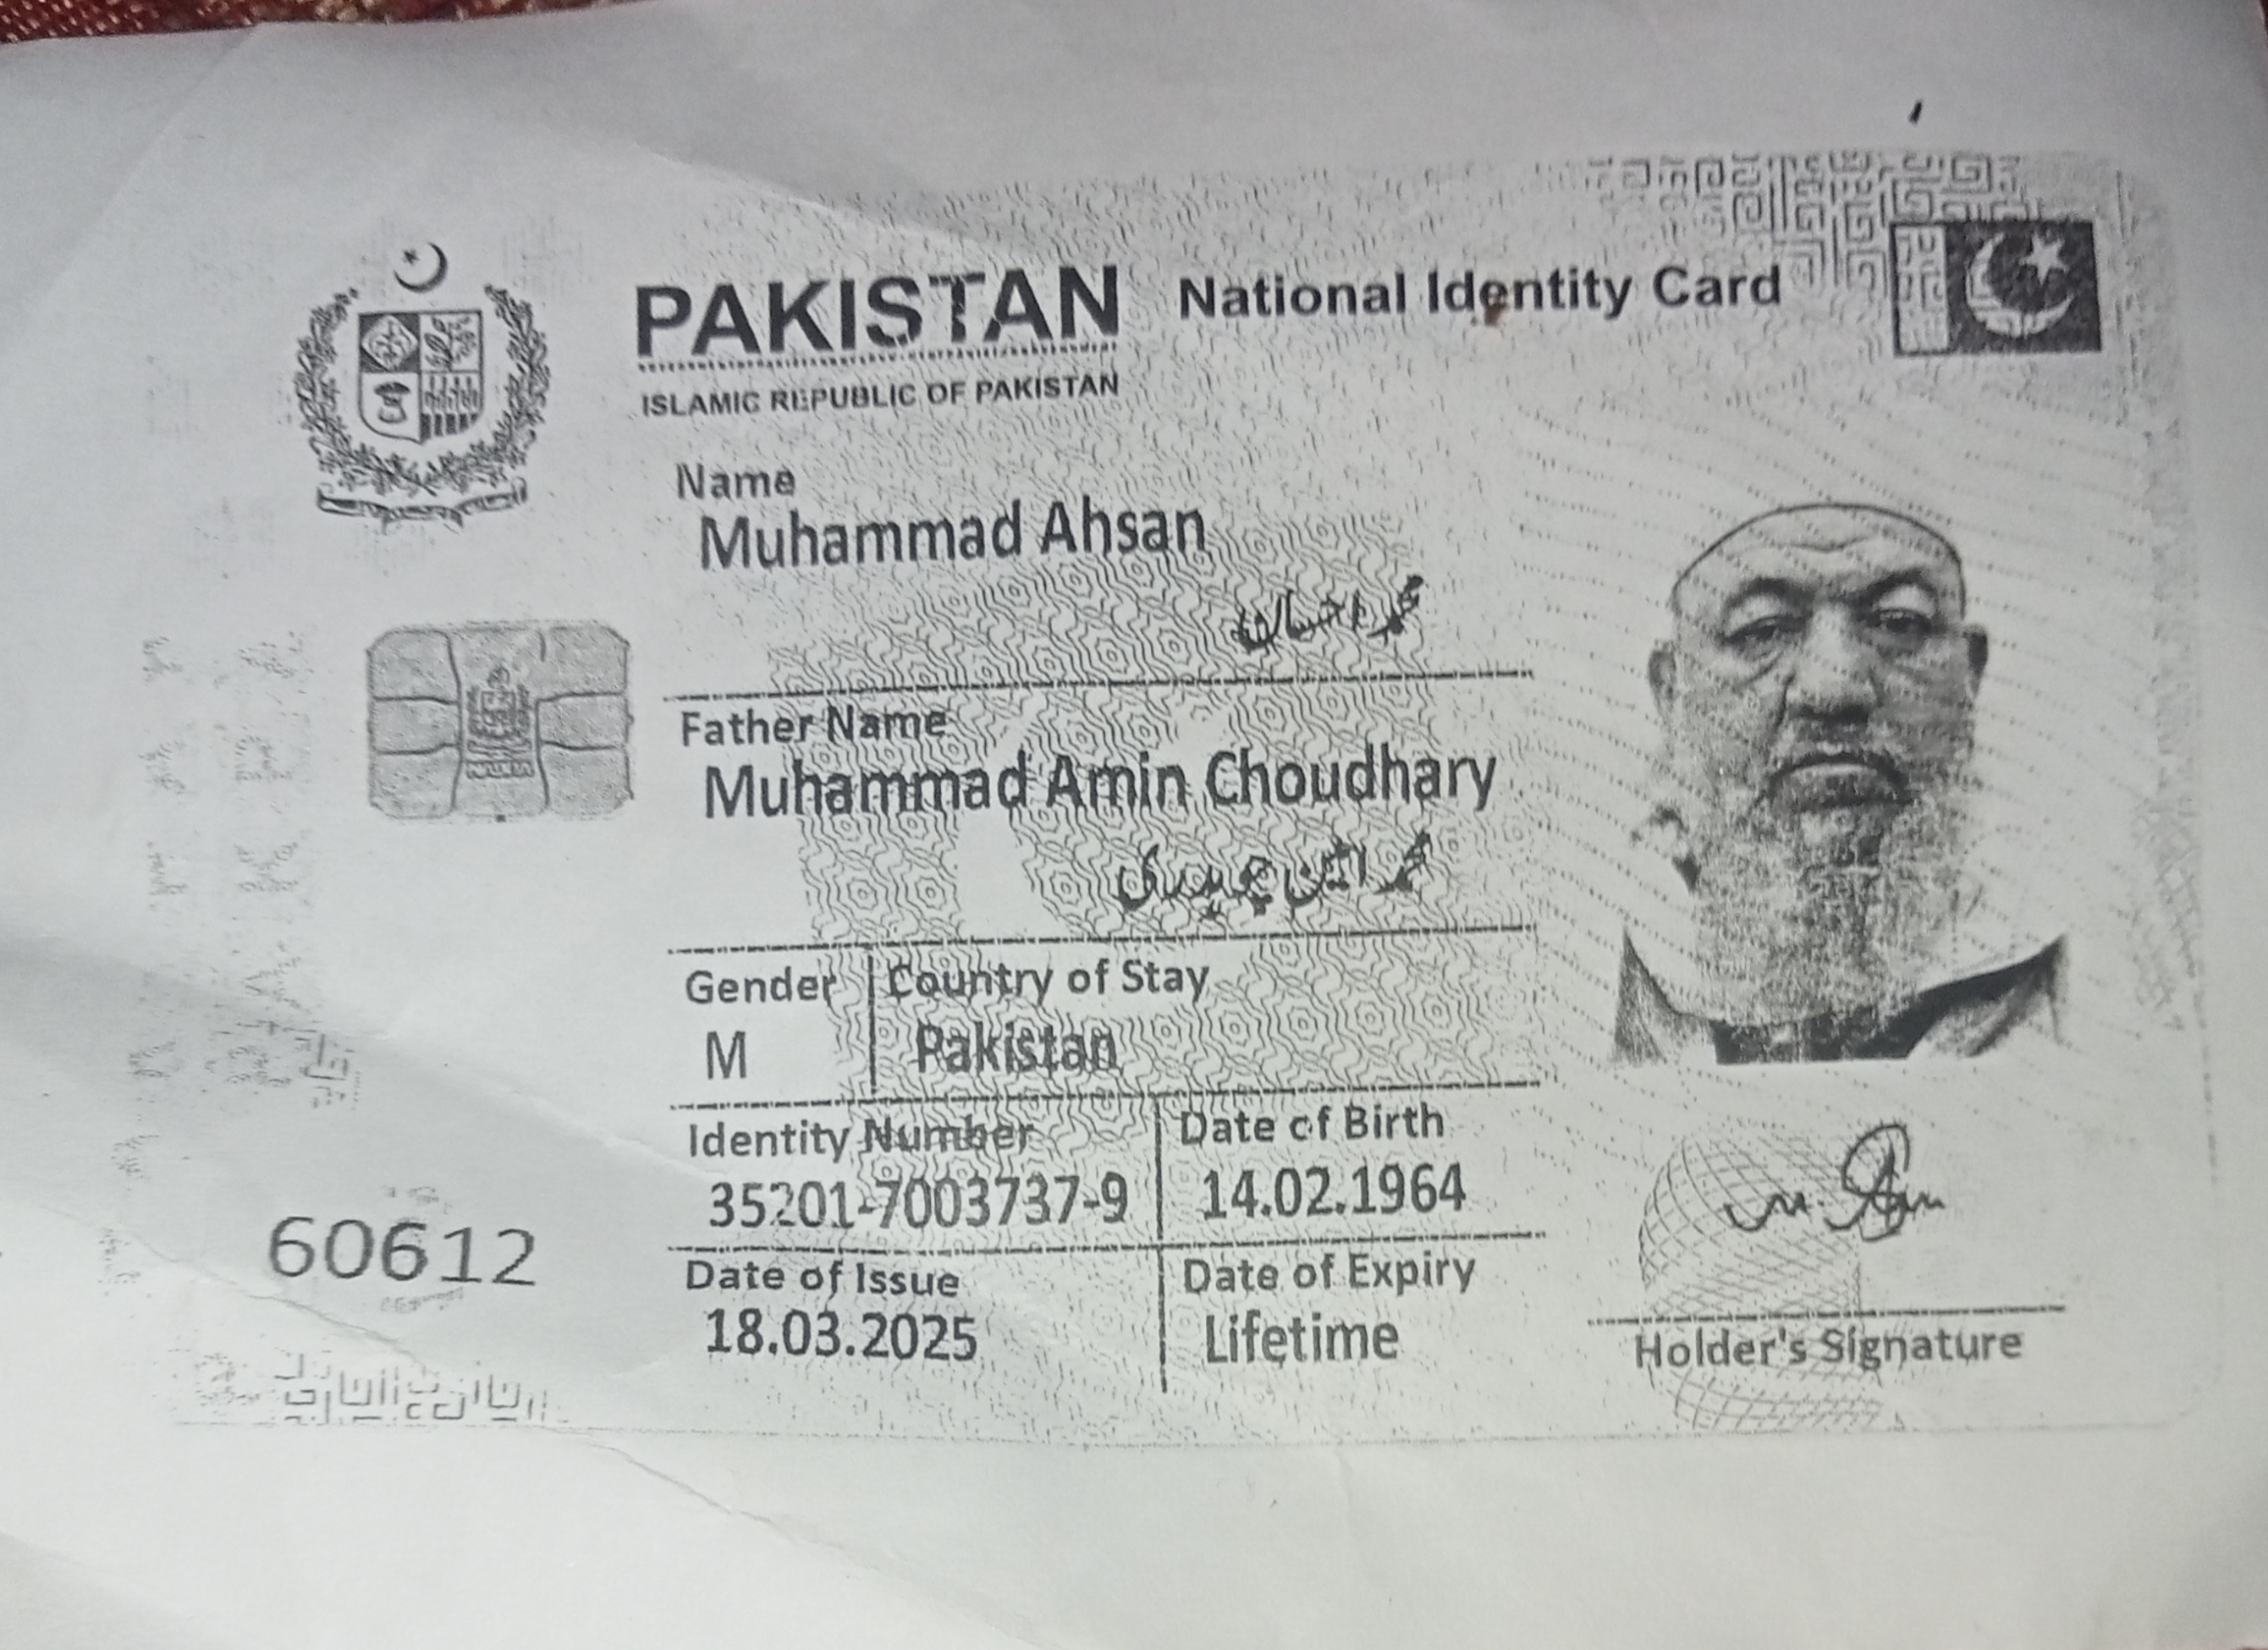 PAKISTAN National Identity Card
ISLAMIC REPUBLIC OF PAKISTAN
Name
Muhammad Ahsan
محمد احسان
Father Name
Muhammad Amin Choudhary
محمد امین چوہدری
Gender Country of Stay
M Pakistan
Identity Number Date of Birth
35201-7003737-9 14.02.1964
60612
Date of Issue Date of Expiry
18.03.2025 Lifetime
Holder's Signature